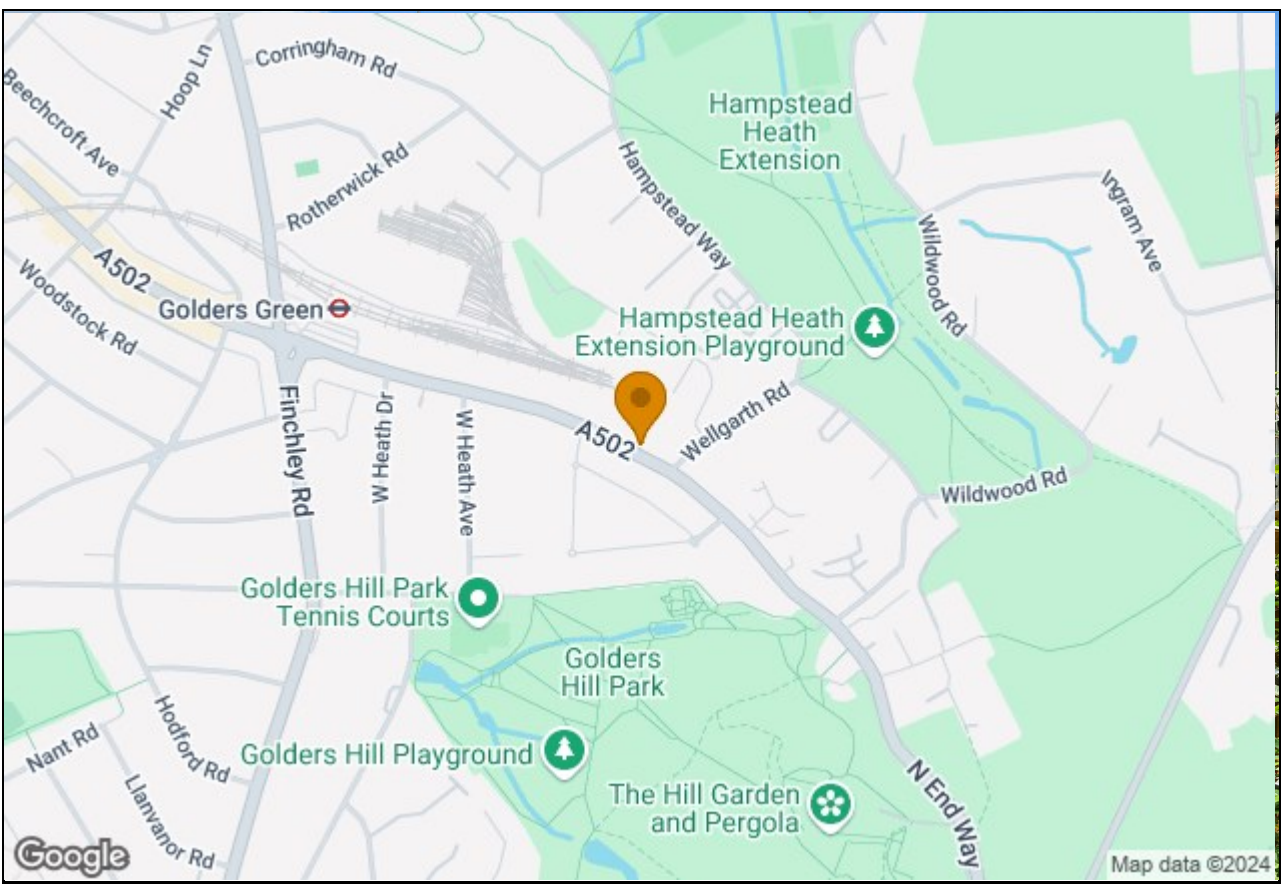 Hoop Ln
Corringham Rd
Beechcroft Ave
Hampstead
Heath
Extension
Rotherwick Rd
Hampstead Way
Ingram Ave
Wildwood Rd
A502
Woodstock Rd
Golders Green
Hampstead Heath
Extension Playground
Finchley Rd
W Heath Dr
W Heath Ave
A502
Wellgarth Rd
Wildwood Rd
Golders Hill Park
Tennis Courts
Golders
Hill Park
Hodford Rd
Nant Rd
Golders Hill Playground
Llanvanor Rd
The Hill Garden
and Pergola
N End Way
Google
Map data ©2024